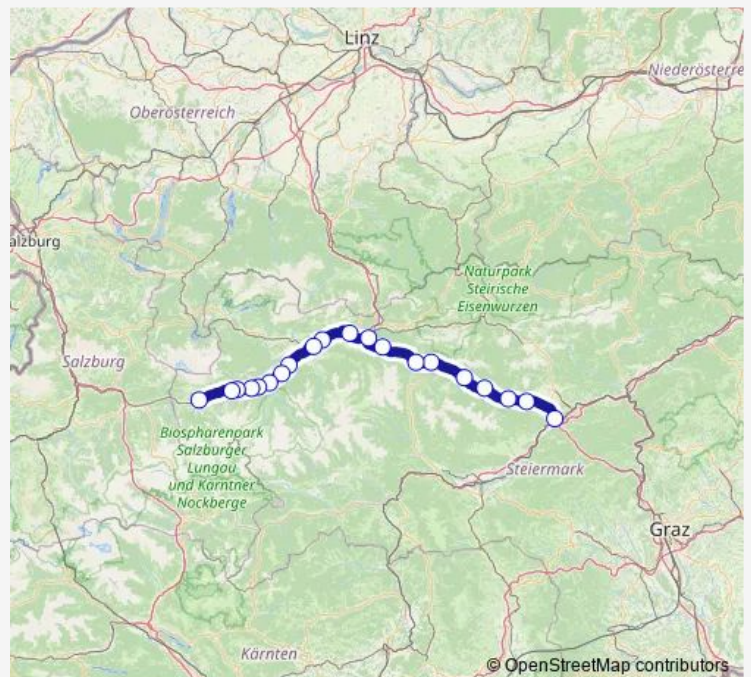 Linz
Niederösterre
Oberösterreich
alzburg
Naturpark
Steirische
Eisenwurzen
Salzburg
Biosphärenpark
Salzburger
Lungau
und Kärntner
Nockberge
Steiermark
Graz
Kärnten
© OpenStreetMap contributors